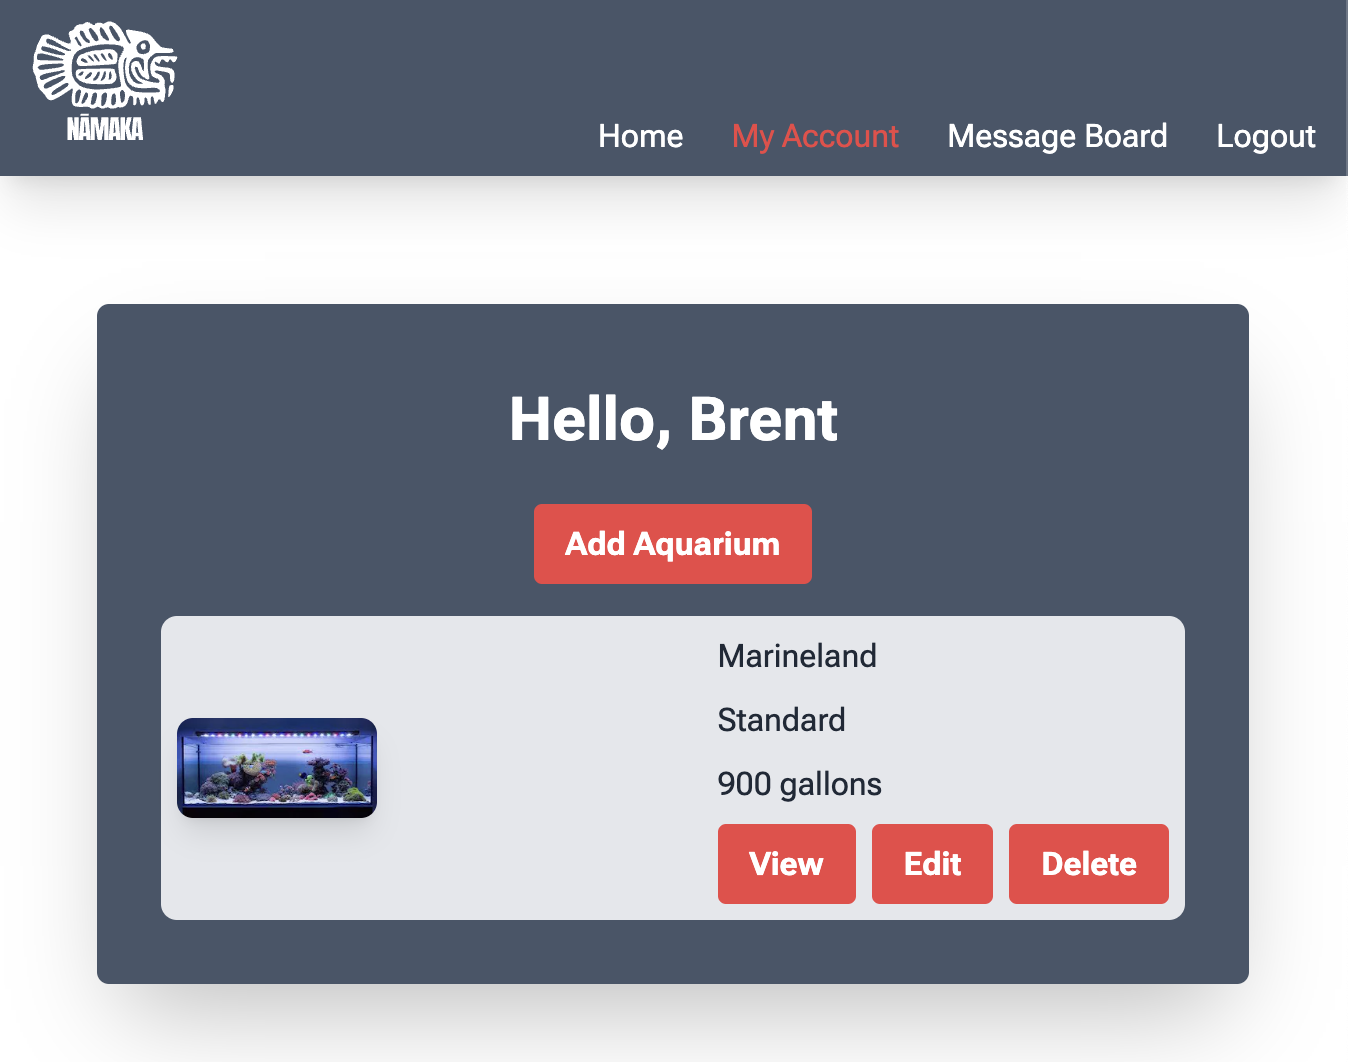 NĀMAKA
Home My Account Message Board Logout
Hello, Brent
Add Aquarium
Marineland
Standard
900 gallons
View Edit Delete